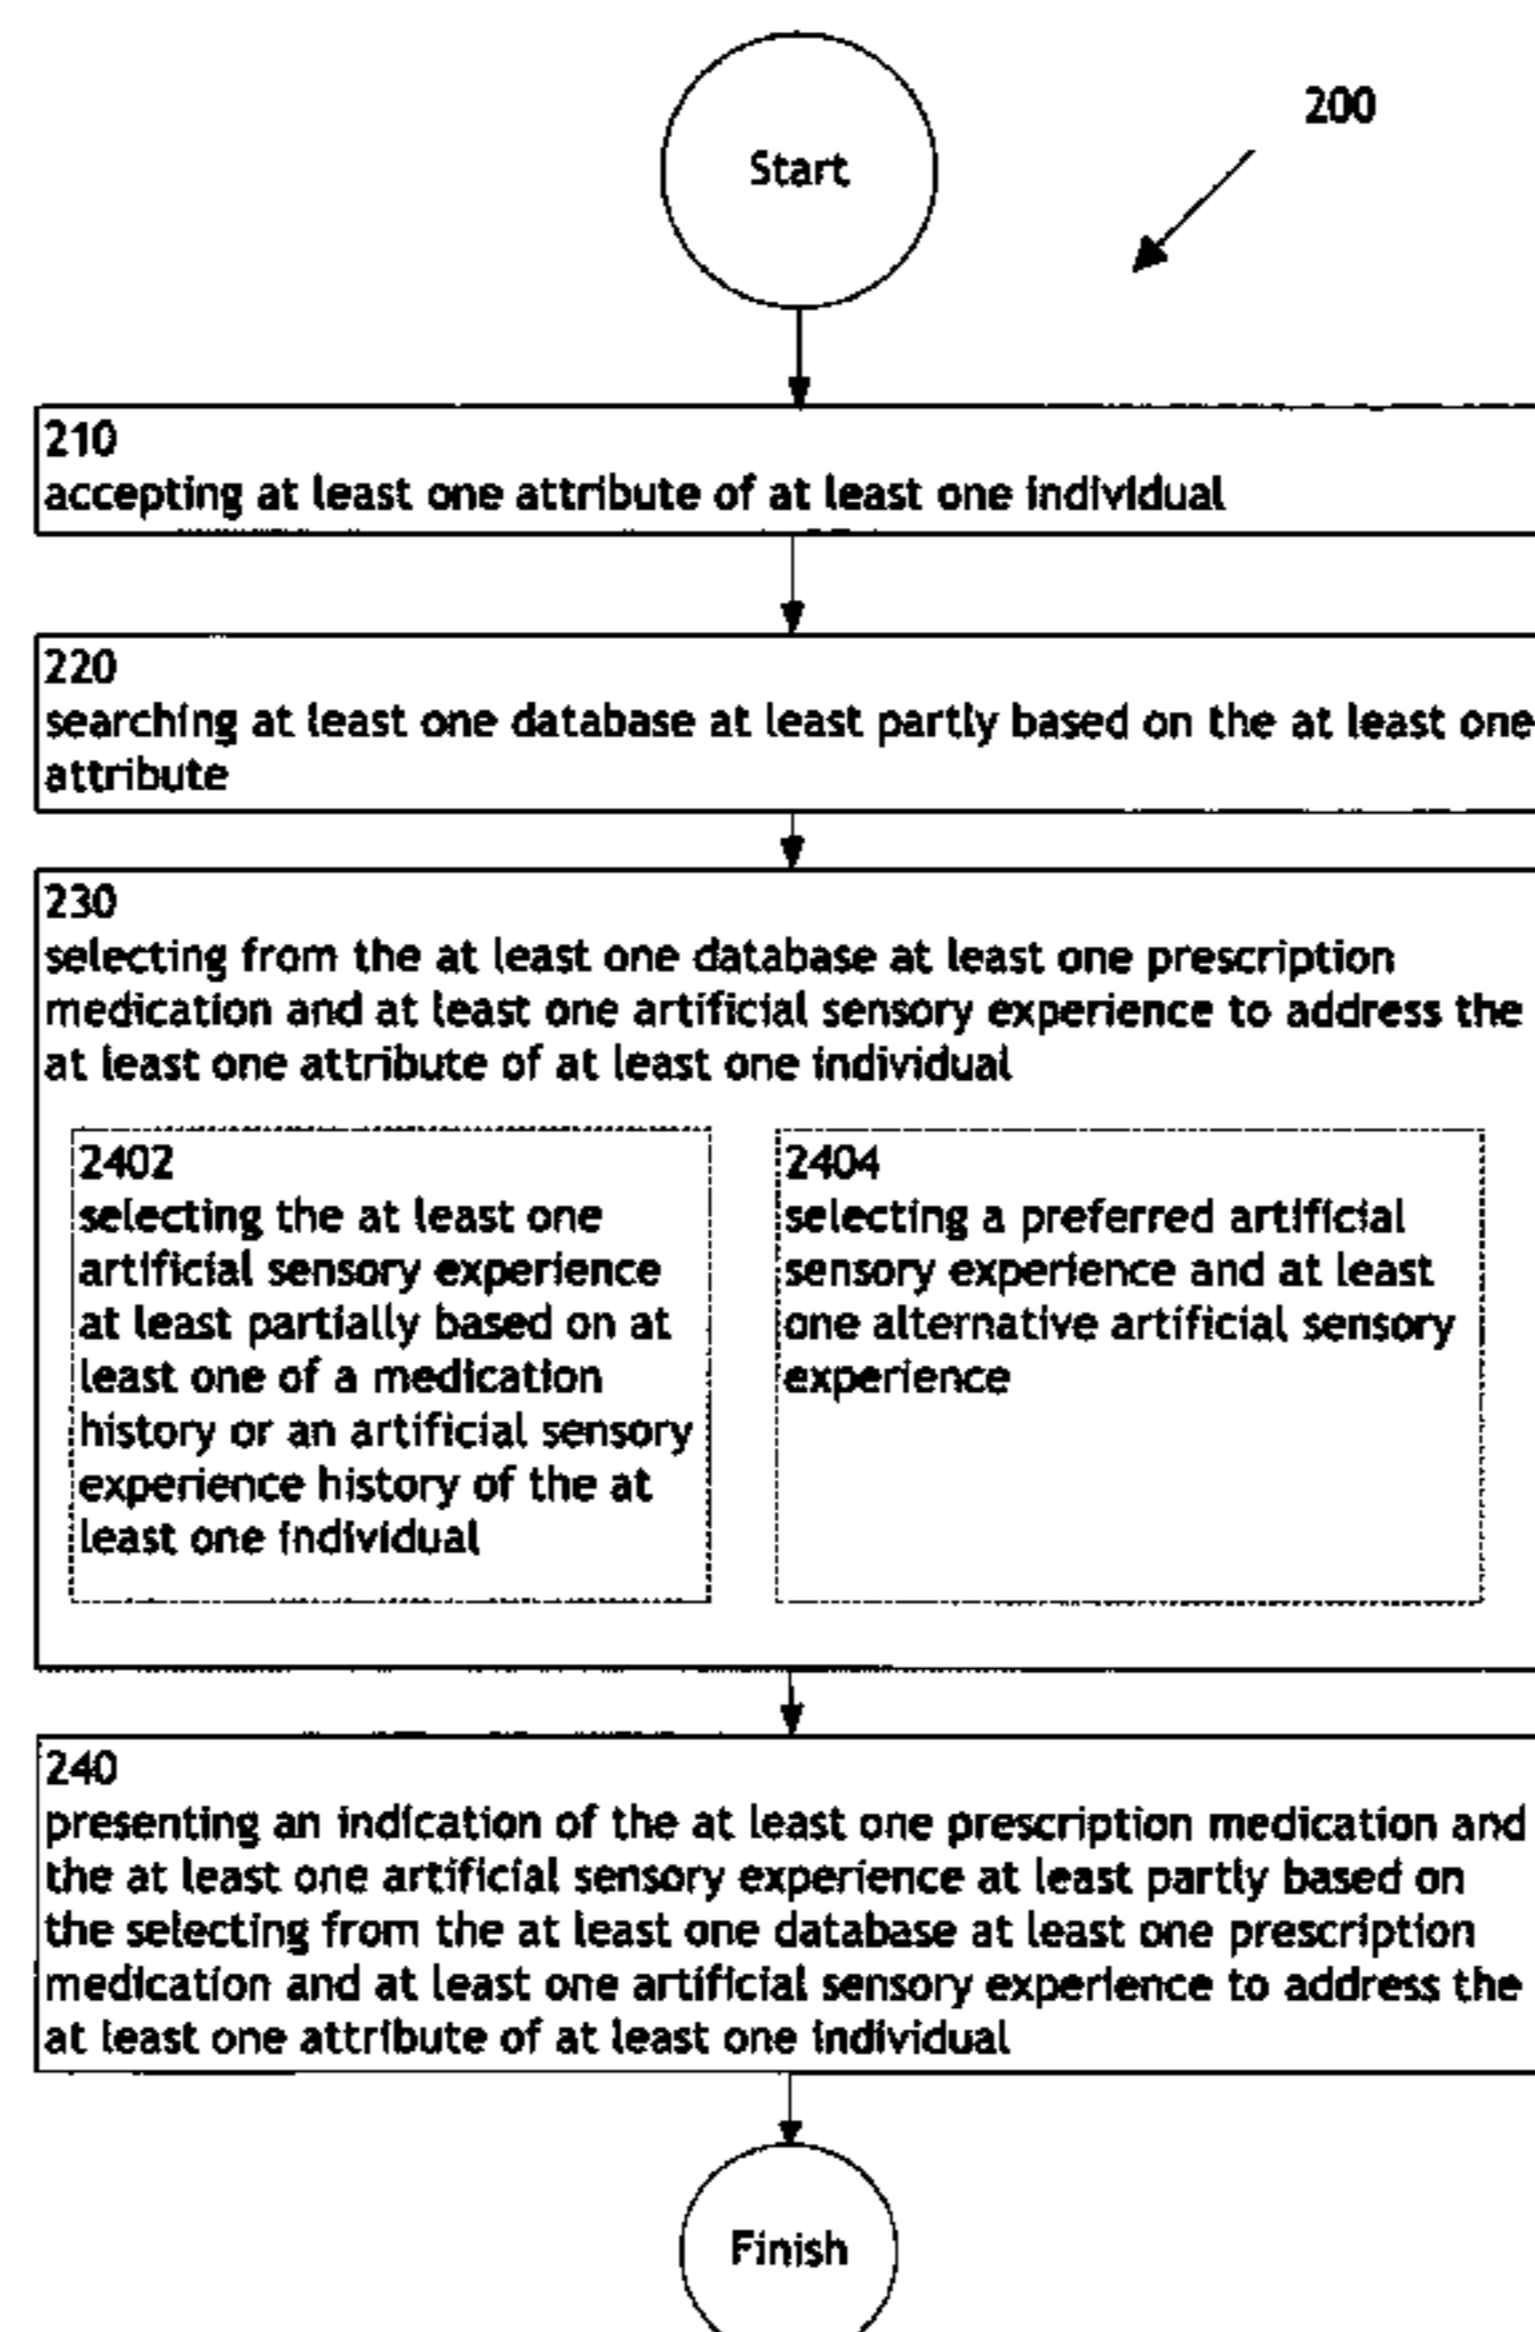 Start
200
210
accepting at least one attribute of at least one individual
220
searching at least one database at least partly based on the at least one
attribute
230
selecting from the at least one database at least one prescription
medication and at least one artificial sensory experience to address the
at least one attribute of at least one individual
2402
selecting the at least one
artificial sensory experience
at least partially based on at
least one of a medication
history or an artificial sensory
experience history of the at
least one individual
2404
selecting a preferred artificial
sensory experience and at least
one alternative artificial sensory
experience
240
presenting an indication of the at least one prescription medication and
the at least one artificial sensory experience at least partly based on
the selecting from the at least one database at least one prescription
medication and at least one artificial sensory experience to address the
at least one attribute of at least one individual
Finish